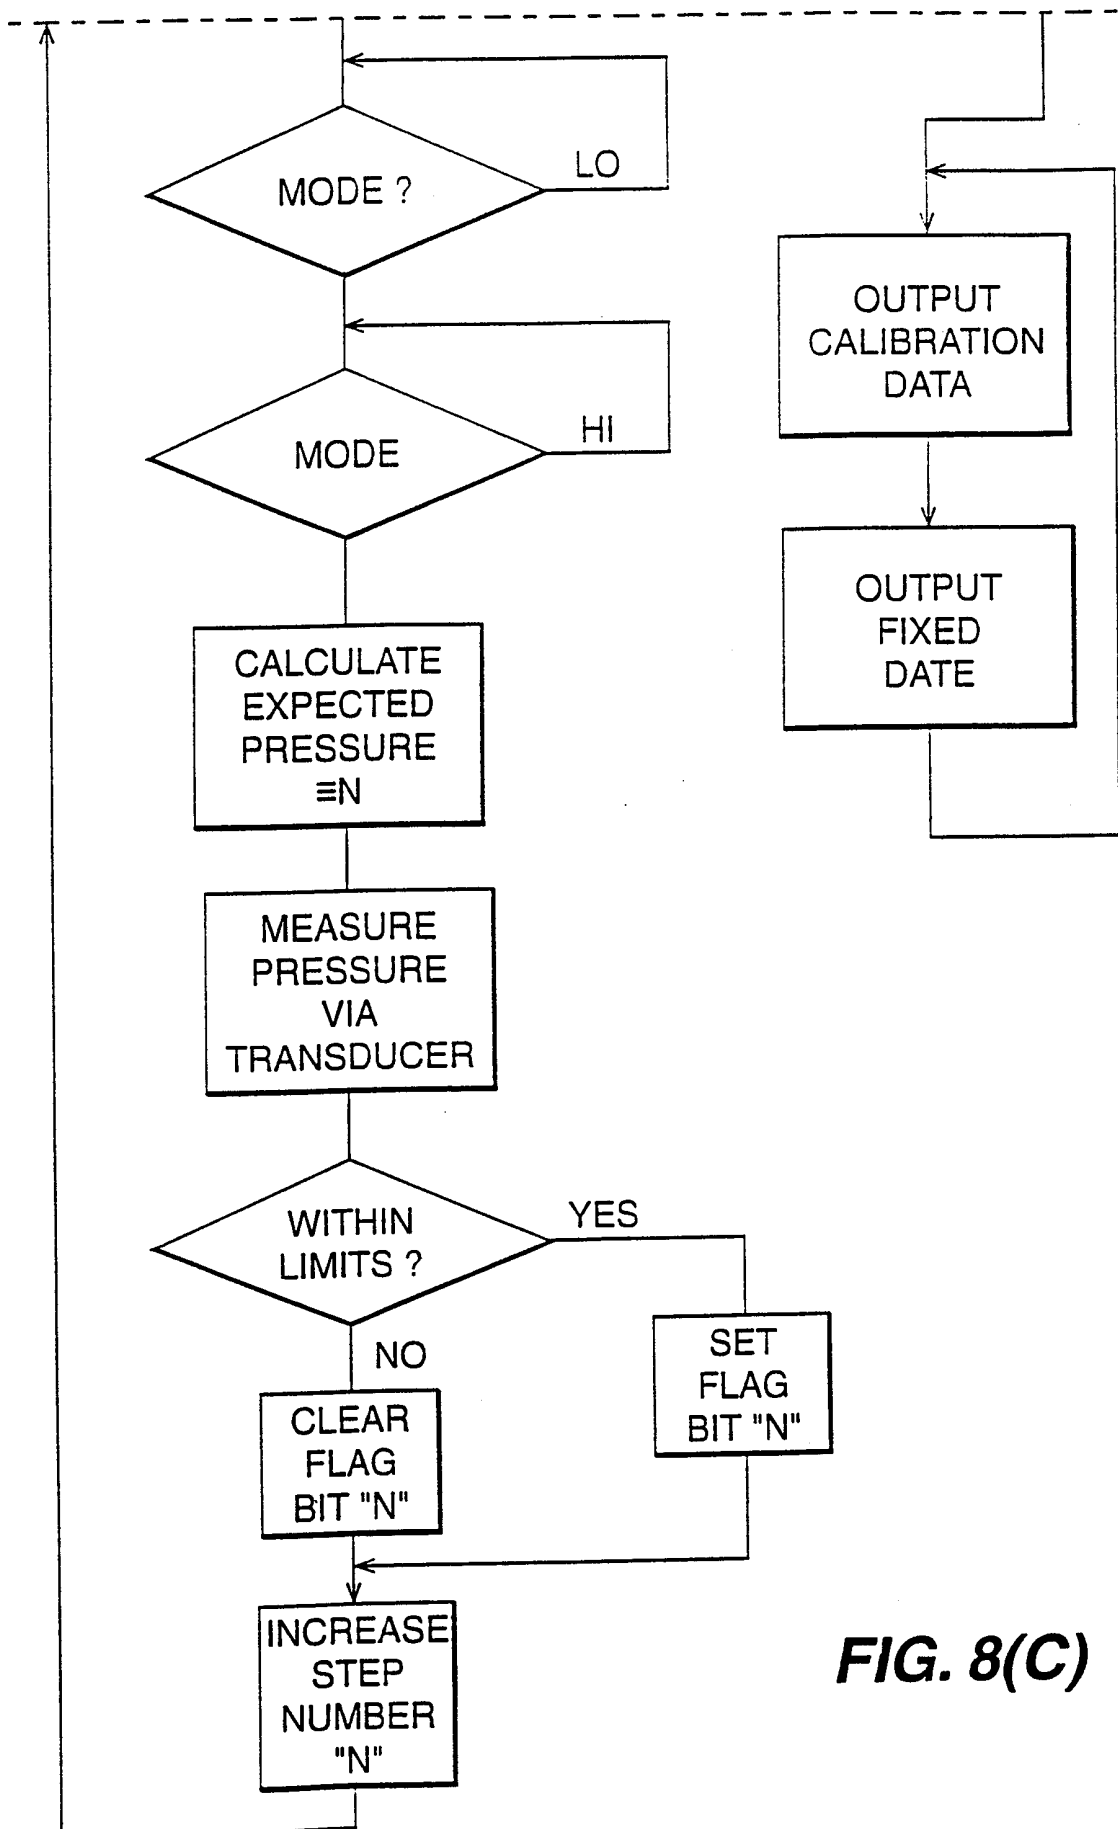 MODE ?
LO
MODE
HI
CALCULATE
EXPECTED
PRESSURE
≡N
MEASURE
PRESSURE
VIA
TRANSDUCER
WITHIN
LIMITS ?
YES
NO
CLEAR
FLAG
BIT "N"
SET
FLAG
BIT "N"
INCREASE
STEP
NUMBER
"N"
OUTPUT
CALIBRATION
DATA
OUTPUT
FIXED
DATE
FIG. 8(C)